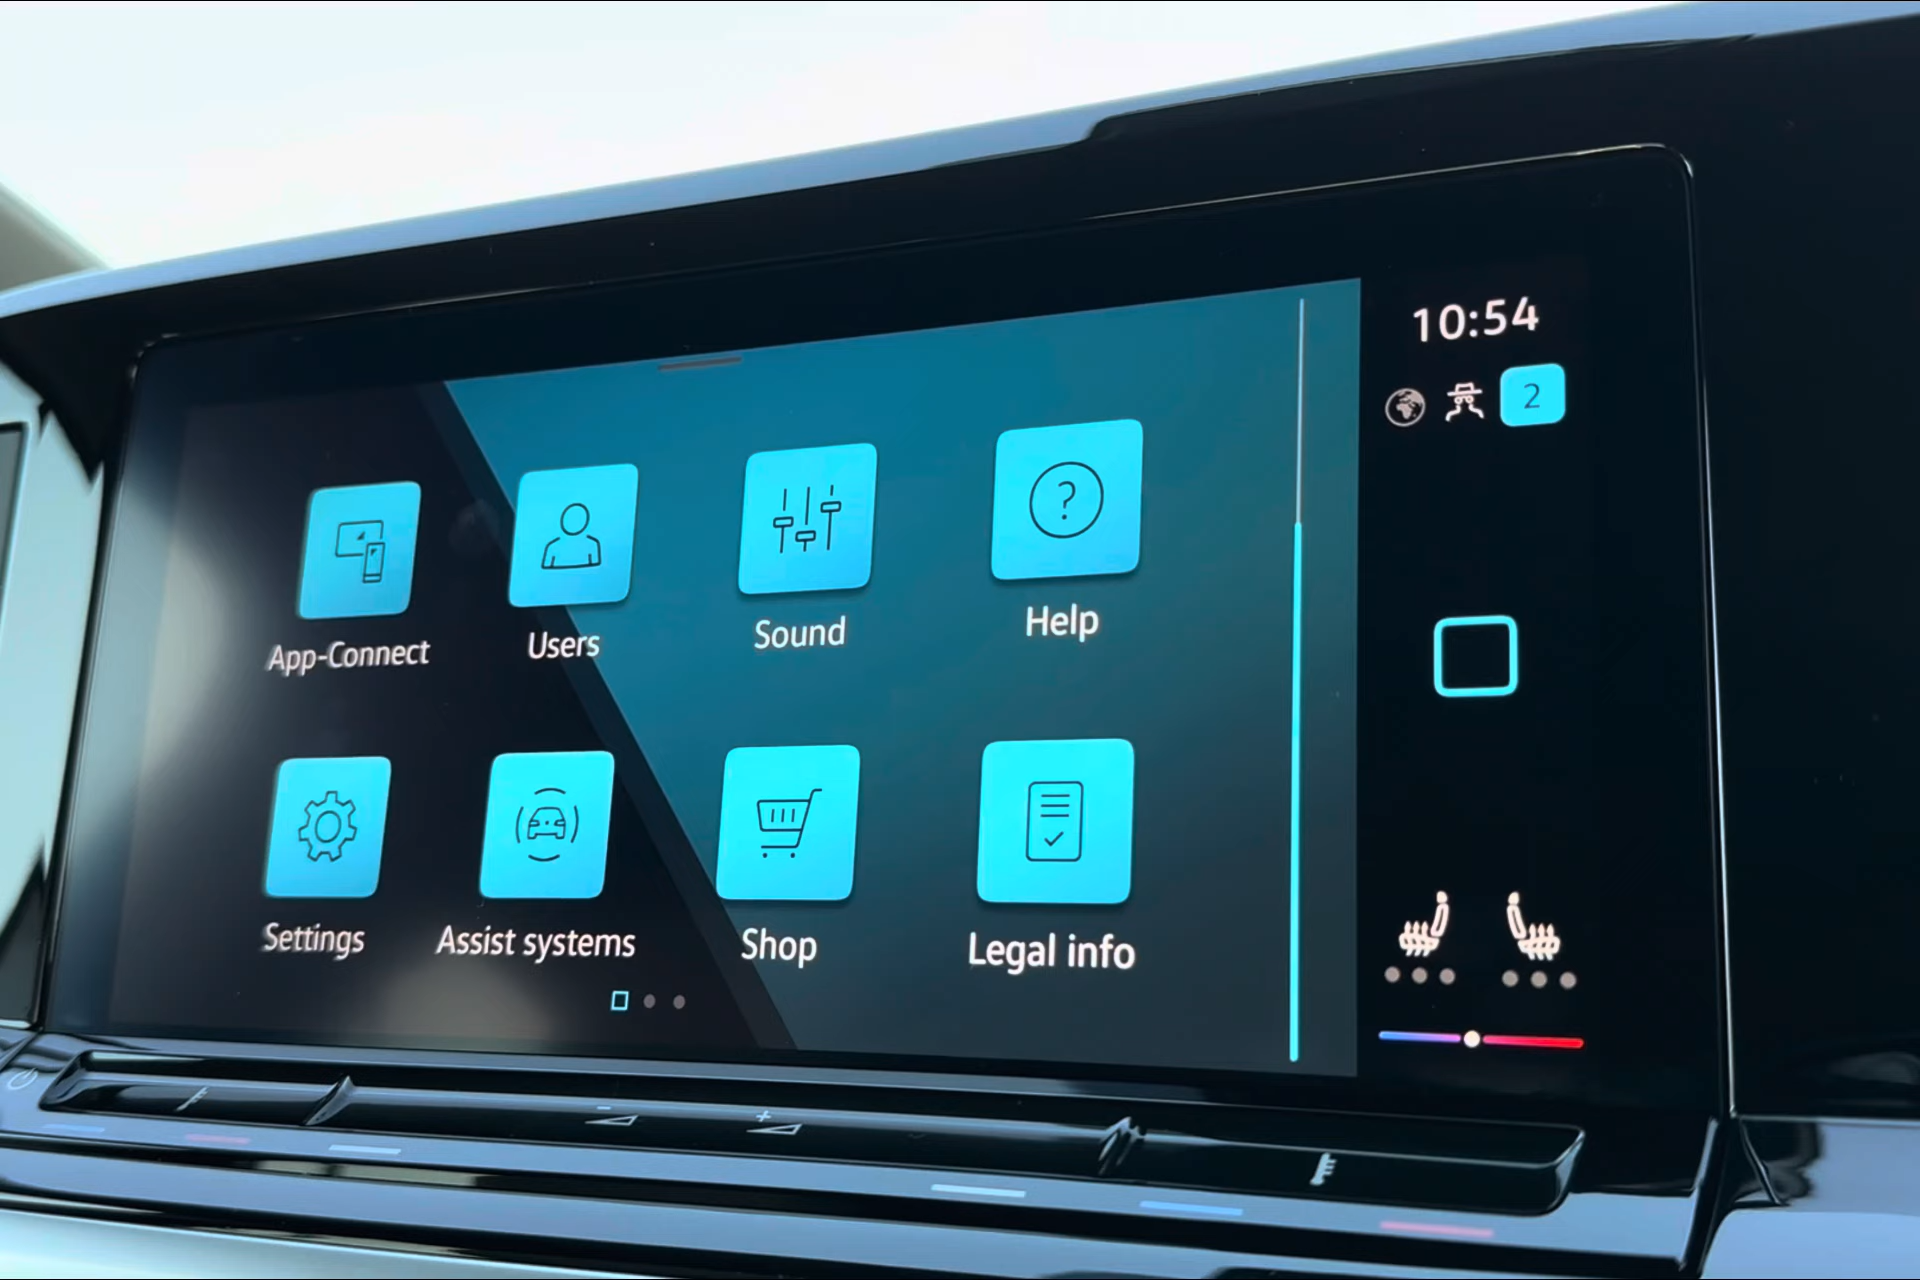 10:54
2
App-Connect
Users
Sound
?
Help
Settings
Assist systems
Shop
Legal info
- +